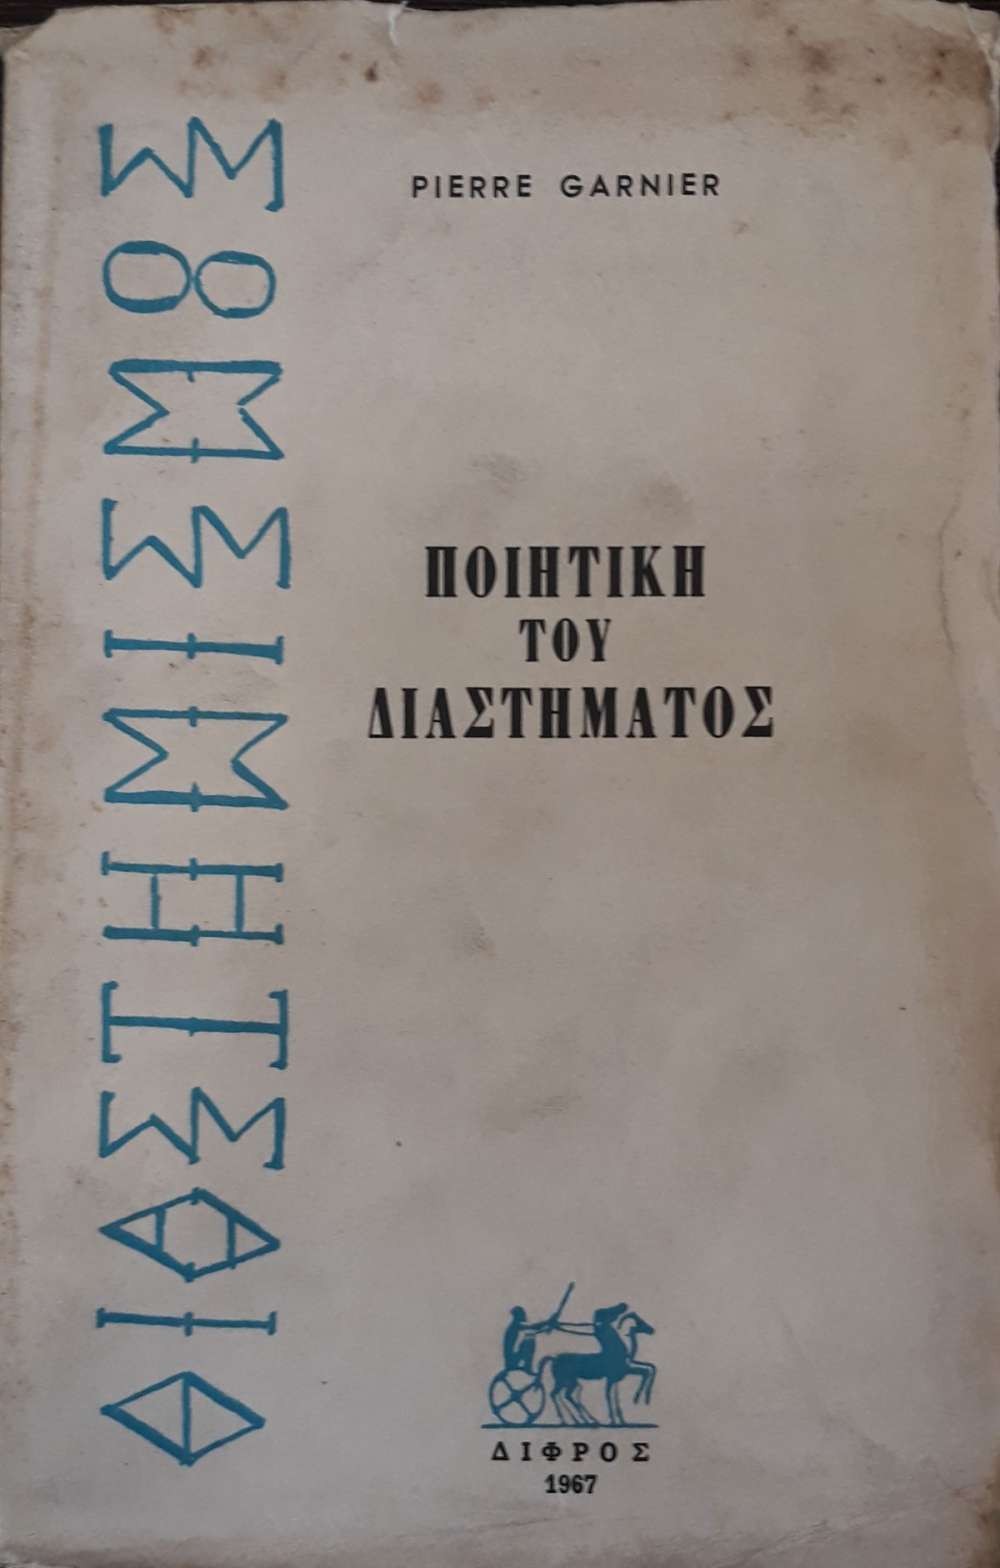 ΔΙΑΣΤΗΜΙΣΜΟΣ
PIERRE GARNIER
ΠΟΙΗΤΙΚΗ
ΤΟΥ
ΔΙΑΣΤΗΜΑΤΟΣ
ΔΙΦΡΟΣ
1967